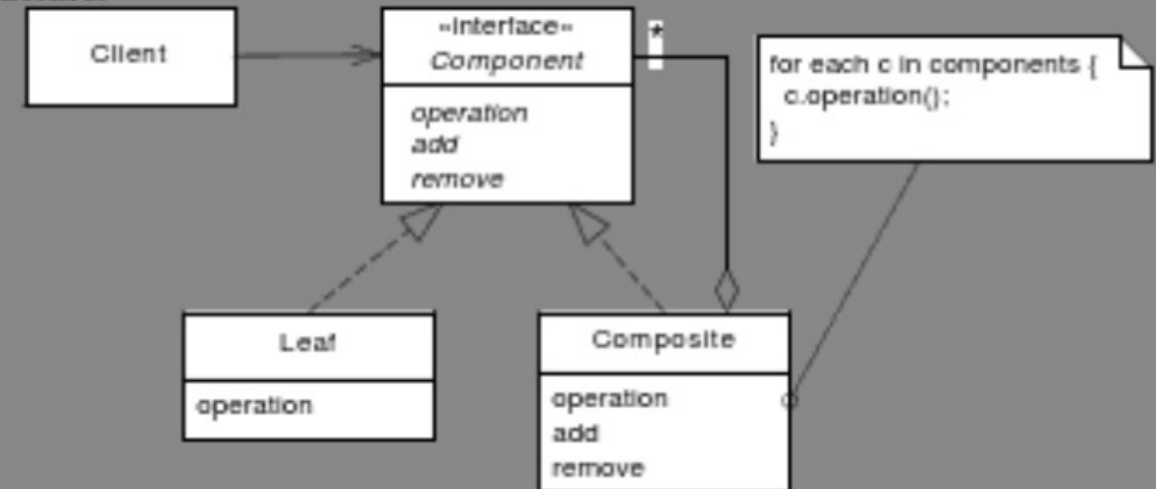 Client
«Interface»
Component
operation
add
remove
*
for each c in components {
c.operation();
}
Leaf
operation
Composite
operation
add
remove